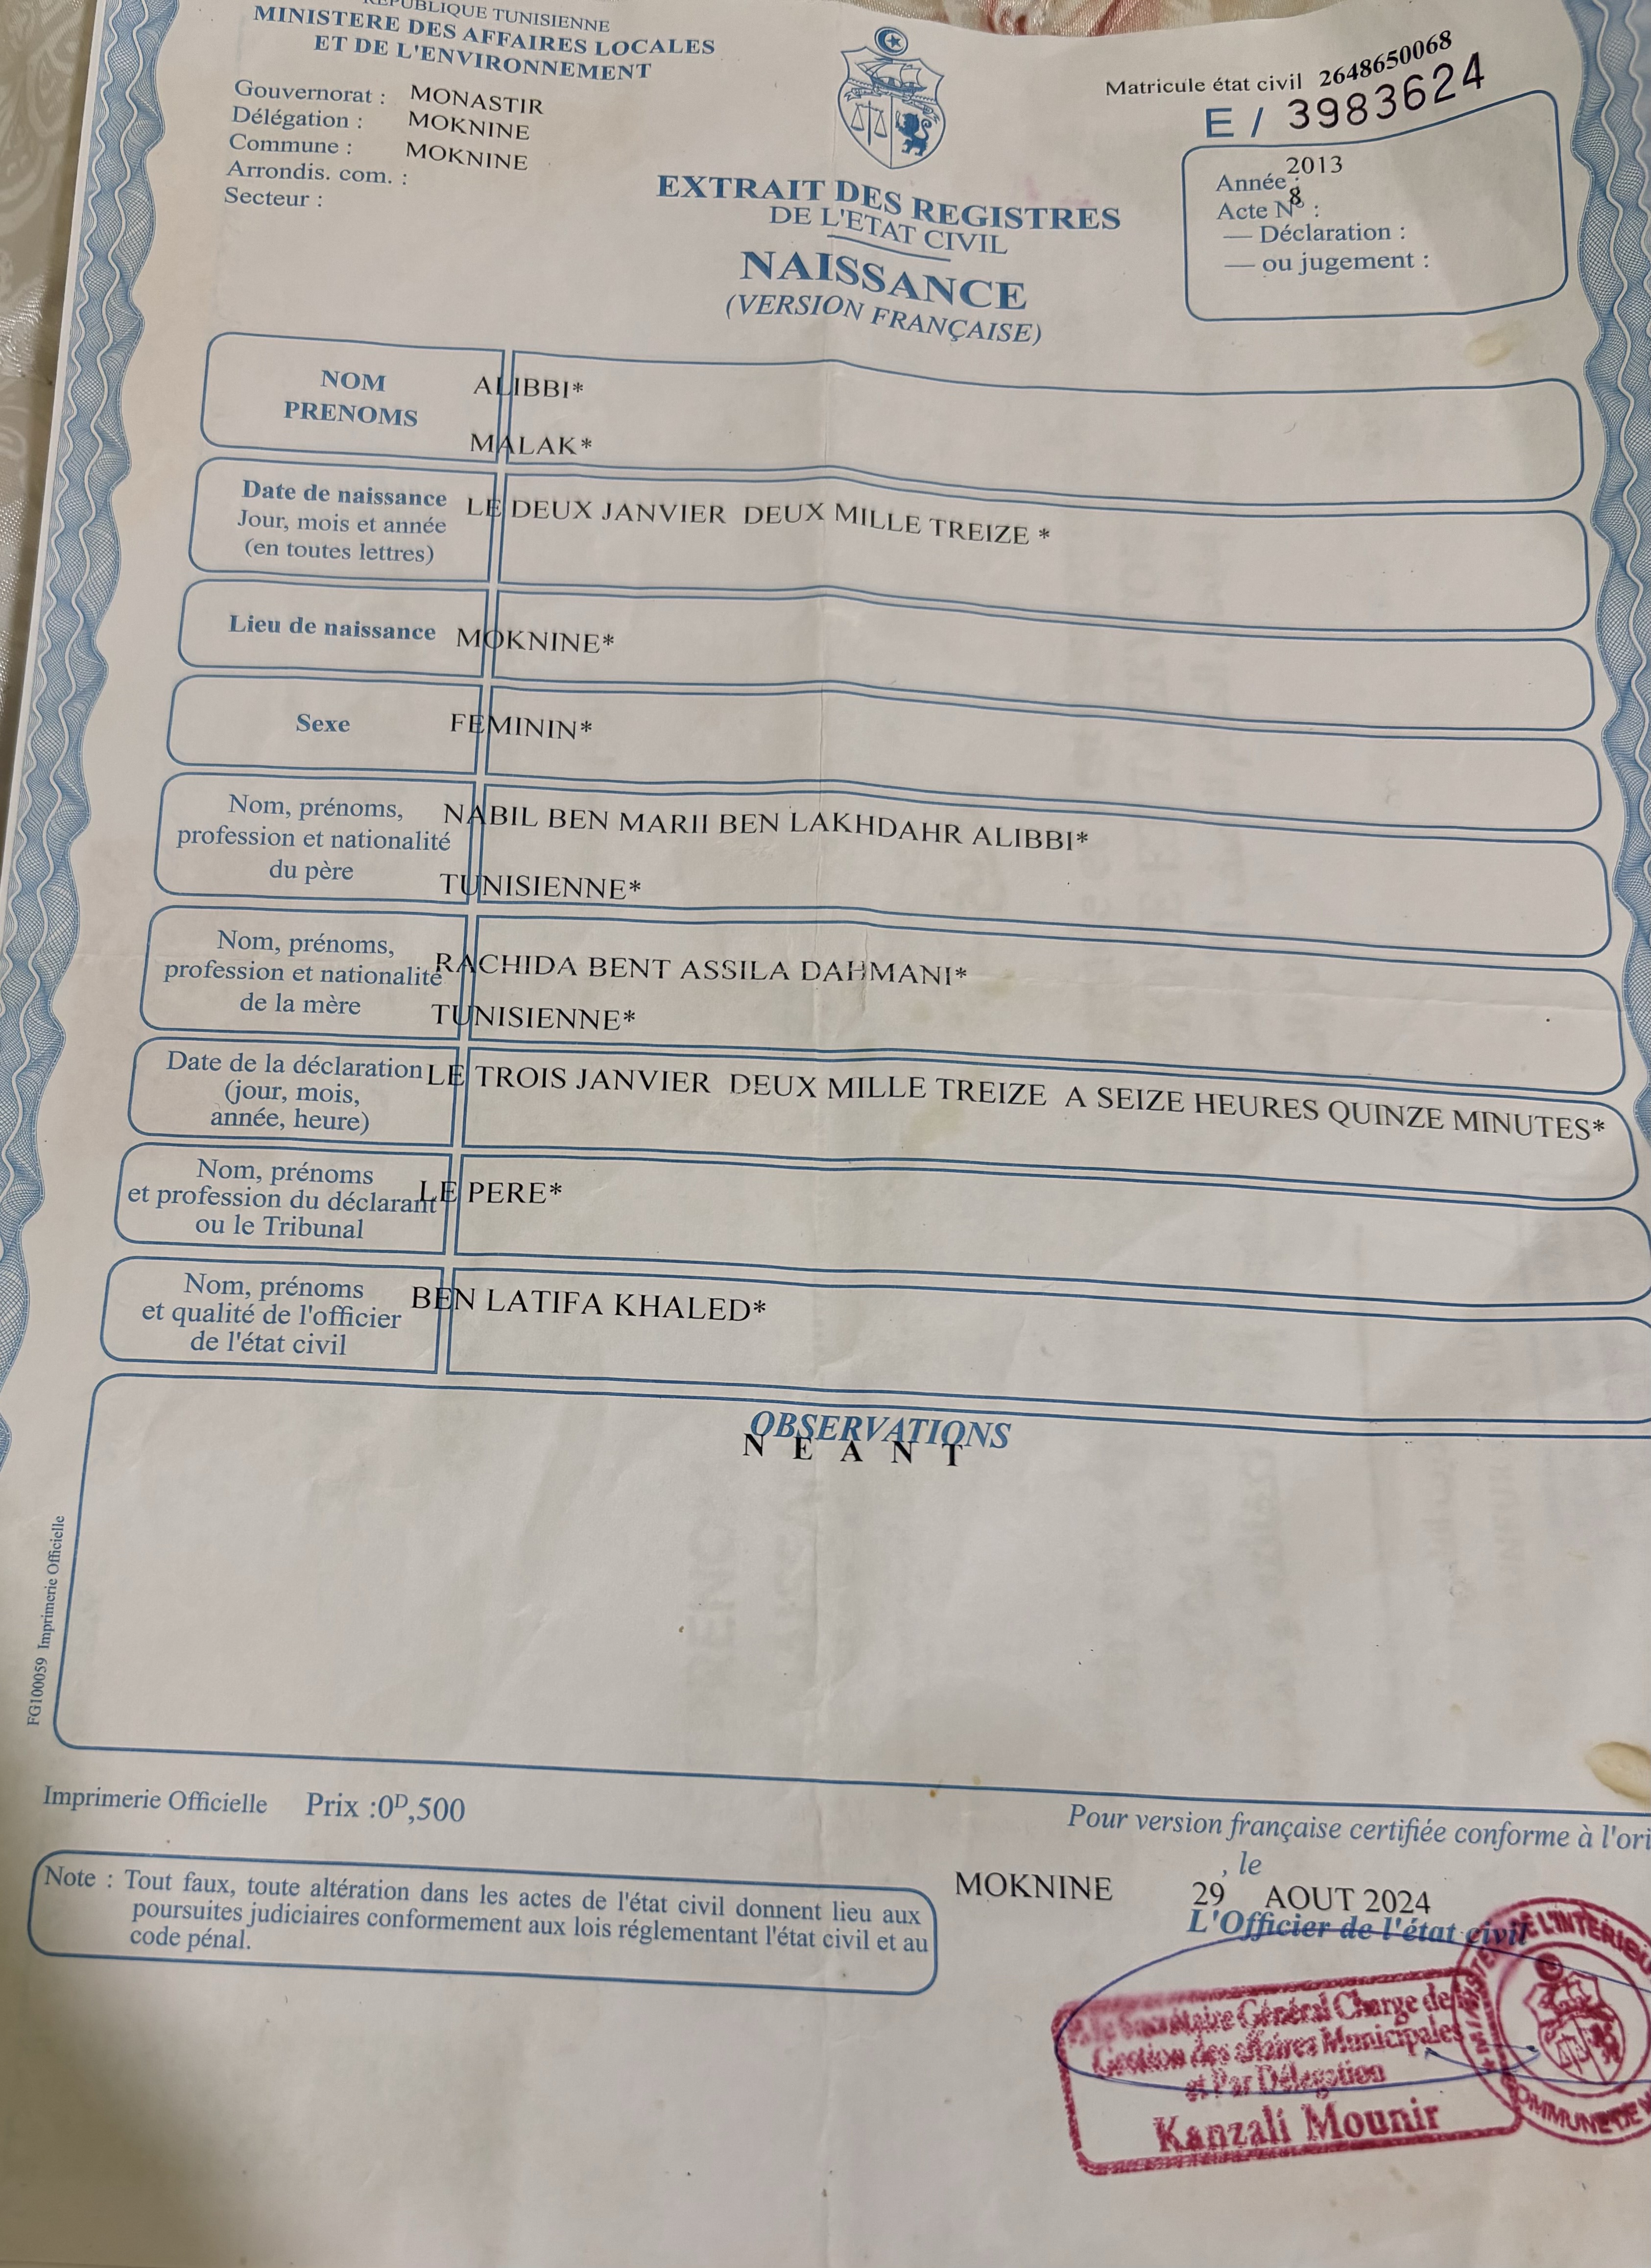 REPUBLIQUE TUNISIENNE
MINISTERE DES AFFAIRES LOCALES
ET DE L'ENVIRONNEMENT
Gouvernorat : MONASTIR
Délégation : MOKNINE
Commune : MOKNINE
Arrondis. com. :
Secteur :
Matricule état civil 2648650068
E / 3983624
Année : 2013
Acte N° : 8
— Déclaration :
— ou jugement :
EXTRAIT DES REGISTRES
DE L'ETAT CIVIL
NAISSANCE
(VERSION FRANÇAISE)
NOM ALIBBI*
PRENOMS MALAK*
Date de naissance
Jour, mois et année
(en toutes lettres)
LE DEUX JANVIER DEUX MILLE TREIZE *
Lieu de naissance MOKNINE*
Sexe FEMININ*
Nom, prénoms,
profession et nationalité
du père
NABIL BEN MARII BEN LAKHDAHR ALIBBI*
TUNISIENNE*
Nom, prénoms,
profession et nationalité
de la mère
RACHIDA BENT ASSILA DAHMANI*
TUNISIENNE*
Date de la déclaration
(jour, mois,
année, heure)
LE TROIS JANVIER DEUX MILLE TREIZE A SEIZE HEURES QUINZE MINUTES*
Nom, prénoms
et profession du déclarant
ou le Tribunal
LE PERE*
Nom, prénoms
et qualité de l'officier
de l'état civil
BEN LATIFA KHALED*
OBSERVATIONS
N E A N T
FG100059 Imprimerie Officielle
Imprimerie Officielle Prix :0ᴰ,500
Note : Tout faux, toute altération dans les actes de l'état civil donnent lieu aux
poursuites judiciaires conformement aux lois réglementant l'état civil et au
code pénal.
Pour version française certifiée conforme à l'ori
MOKNINE , le
29 AOUT 2024
L'Officier de l'état civil
Secrétaire Général Charge de
Gestion des affaires Municipales
et Par Délegation
Kanzali Mounir
DE L'INTERIEU
COMMUNE DE